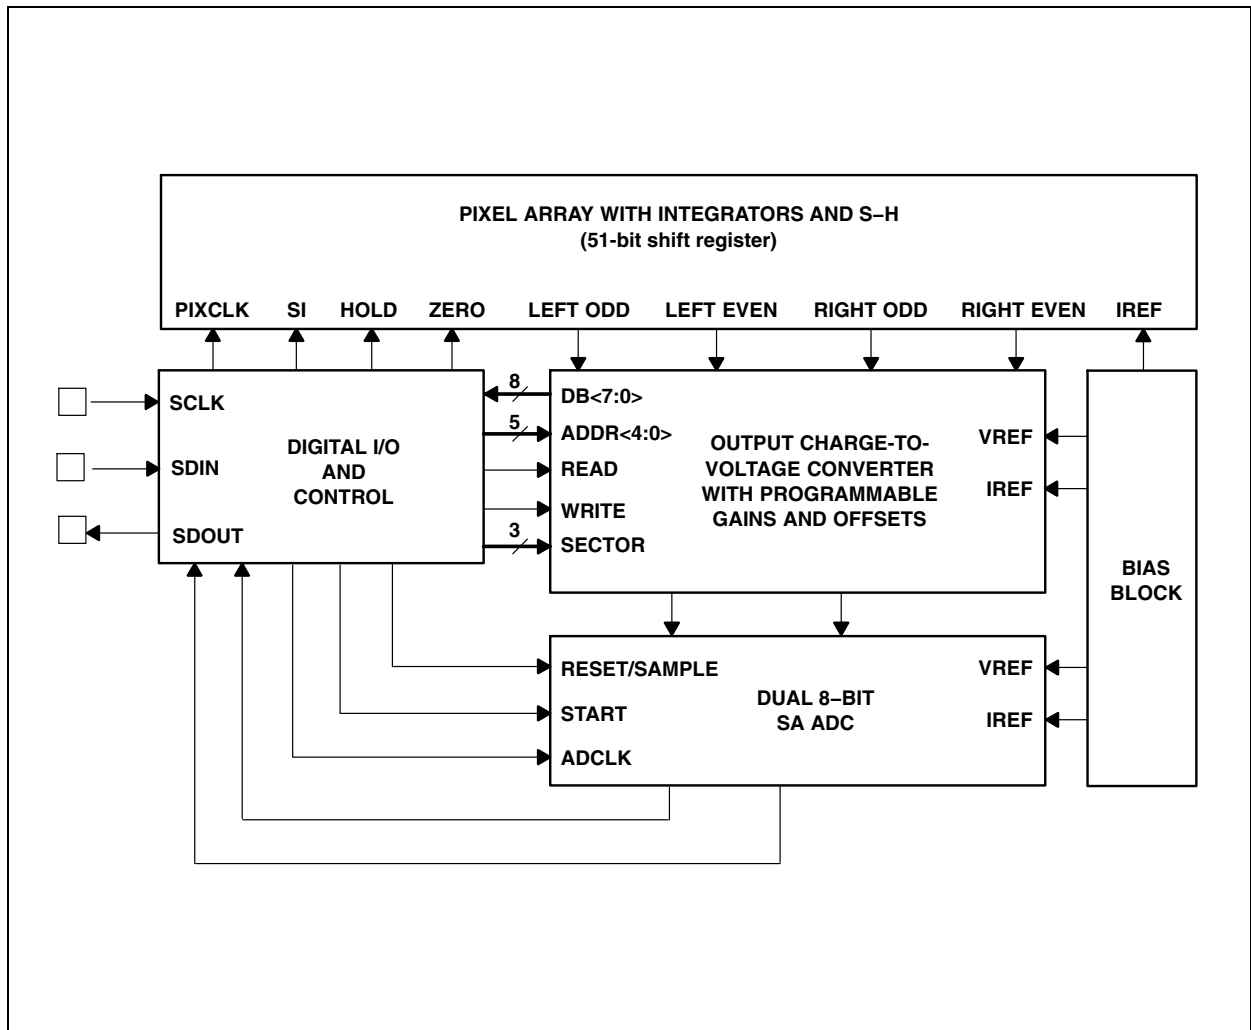 PIXEL ARRAY WITH INTEGRATORS AND S–H
(51-bit shift register)
PIXCLK SI HOLD ZERO LEFT ODD LEFT EVEN RIGHT ODD RIGHT EVEN IREF
SCLK
SDIN
SDOUT
DIGITAL I/O
AND
CONTROL
8
5
3
DB<7:0>
ADDR<4:0>
READ
WRITE
SECTOR
OUTPUT CHARGE-TO-
VOLTAGE CONVERTER
WITH PROGRAMMABLE
GAINS AND OFFSETS
VREF
IREF
BIAS
BLOCK
RESET/SAMPLE
START
ADCLK
DUAL 8–BIT
SA ADC
VREF
IREF